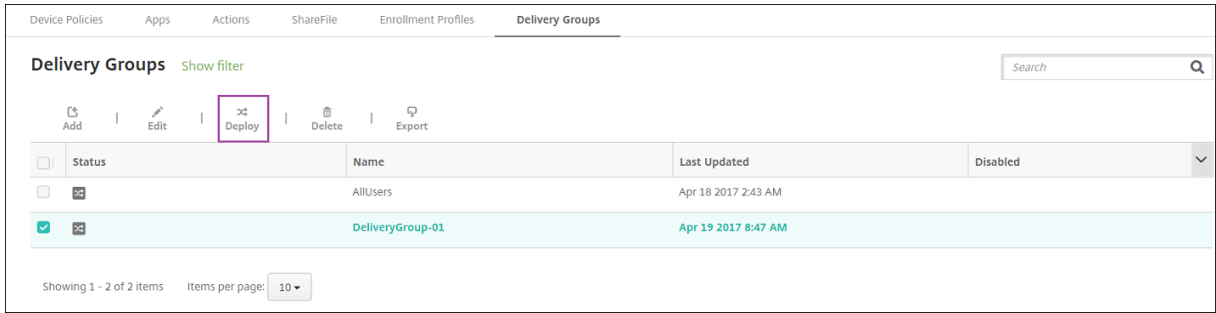 Device Policies Apps Actions ShareFile Enrollment Profiles Delivery Groups
Delivery Groups Show filter Search
Add | Edit | Deploy | Delete | Export
Status Name Last Updated Disabled
AllUsers Apr 18 2017 2:43 AM
DeliveryGroup-01 Apr 19 2017 8:47 AM
Showing 1 - 2 of 2 items Items per page: 10